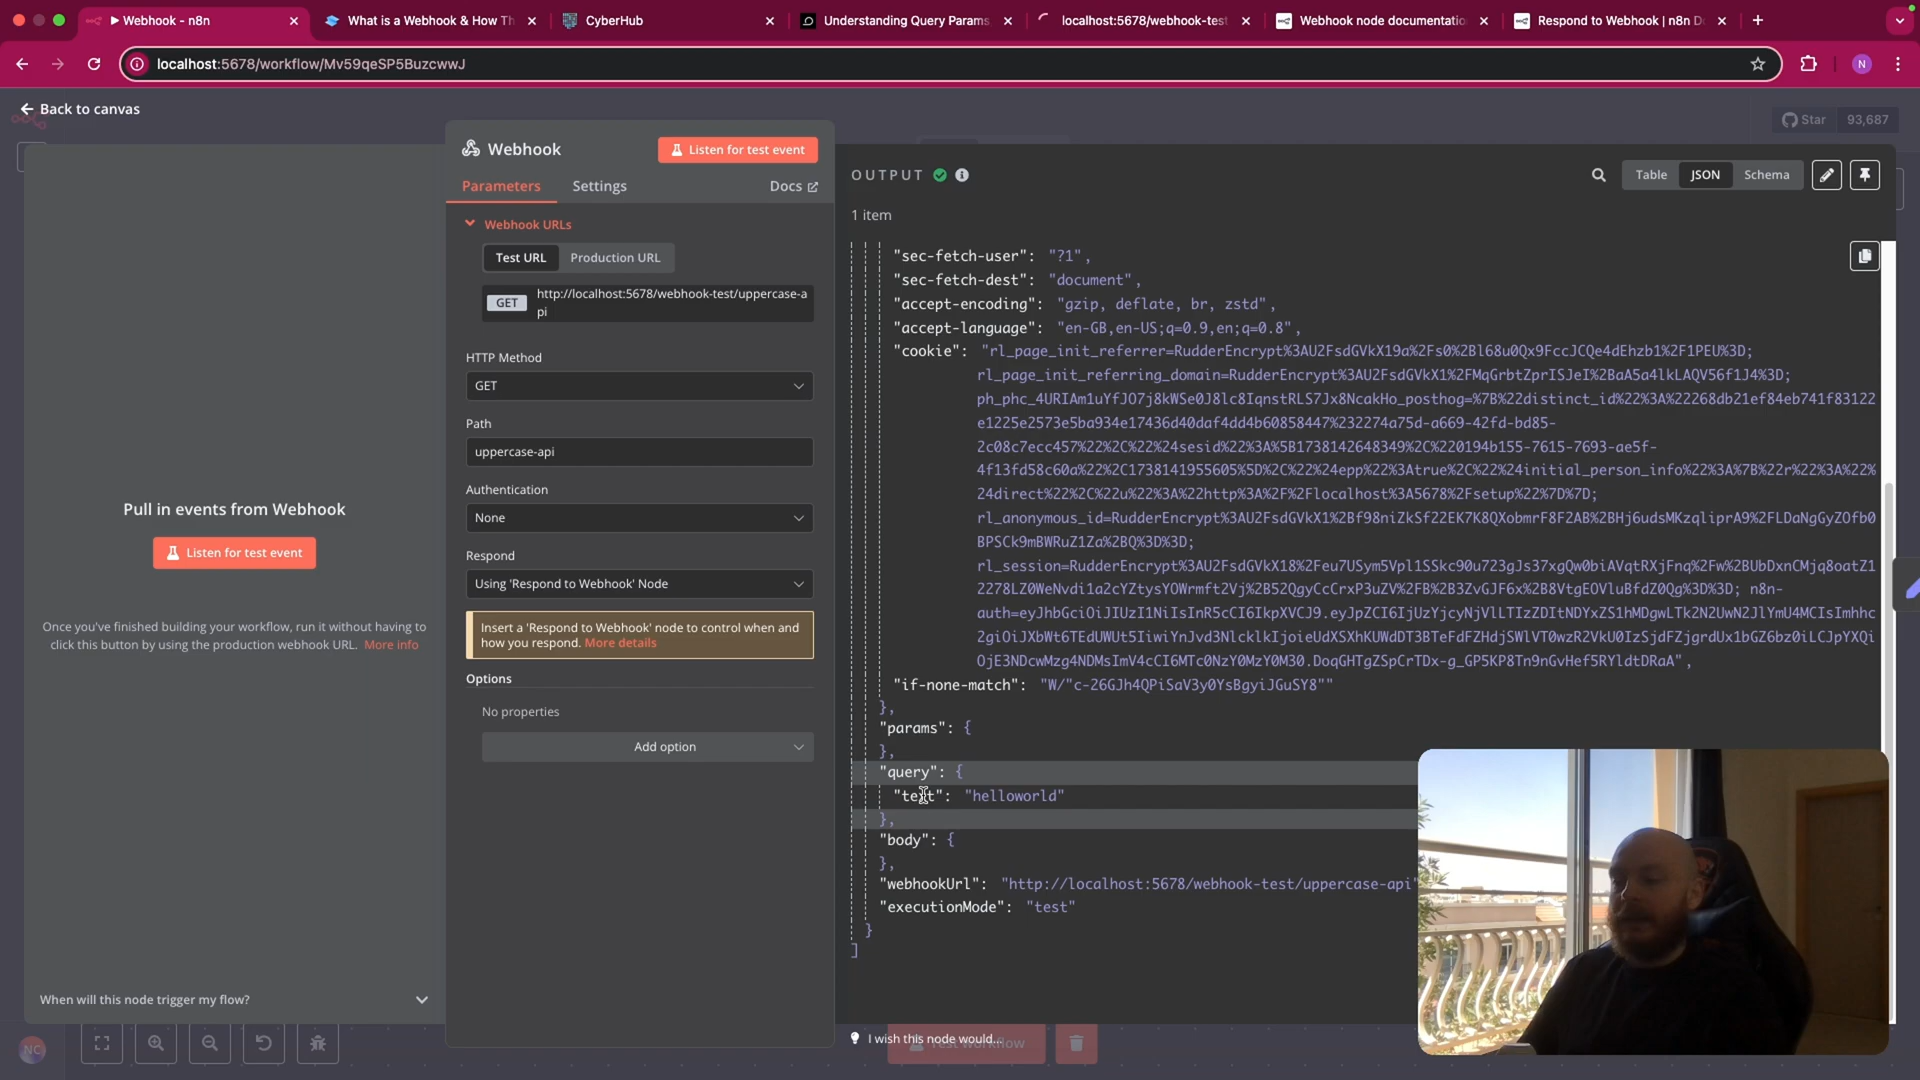 Webhook - n8n
What is a Webhook & How Th
CyberHub
Understanding Query Params
localhost:5678/webhook-test
Webhook node documentatio
Respond to Webhook | n8n D
localhost:5678/workflow/Mv59qeSP5BuzcwwJ
N
Back to canvas
Star 93,687
Webhook
Listen for test event
Parameters
Settings
Docs
Webhook URLs
Test URL
Production URL
GET
http://localhost:5678/webhook-test/uppercase-a
pi
HTTP Method
GET
Path
uppercase-api
Authentication
None
Respond
Using 'Respond to Webhook' Node
Insert a 'Respond to Webhook' node to control when and
how you respond. More details
Options
No properties
Add option
Pull in events from Webhook
Listen for test event
Once you've finished building your workflow, run it without having to
click this button by using the production webhook URL. More info
When will this node trigger my flow?
NC
OUTPUT
Table
JSON
Schema
1 item
"sec-fetch-user": "?1",
"sec-fetch-dest": "document",
"accept-encoding": "gzip, deflate, br, zstd",
"accept-language": "en-GB,en-US;q=0.9,en;q=0.8",
"cookie":
"if-none-match": "W/"c-26GJh4QPiSaV3y0YsBgyiJGuSY8""
},
"params": {
},
"query": {
"text": "helloworld"
},
"body": {
},
"webhookUrl": "http://localhost:5678/webhook-test/uppercase-api"
"executionMode": "test"
}
]
I wish this node would...
Test workflow